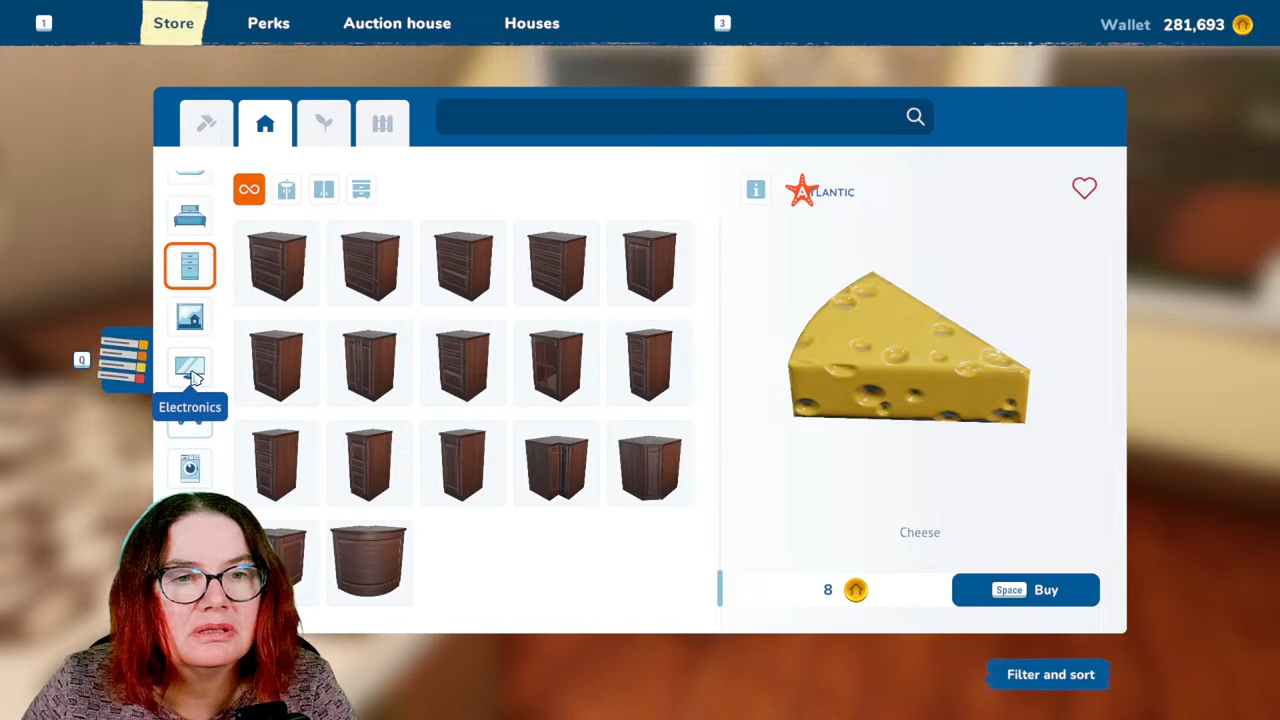 1
Store
Perks
Auction house
Houses
3
Wallet 281,693
i
ATLANTIC
Q
Electronics
Cheese
8
Space Buy
Filter and sort